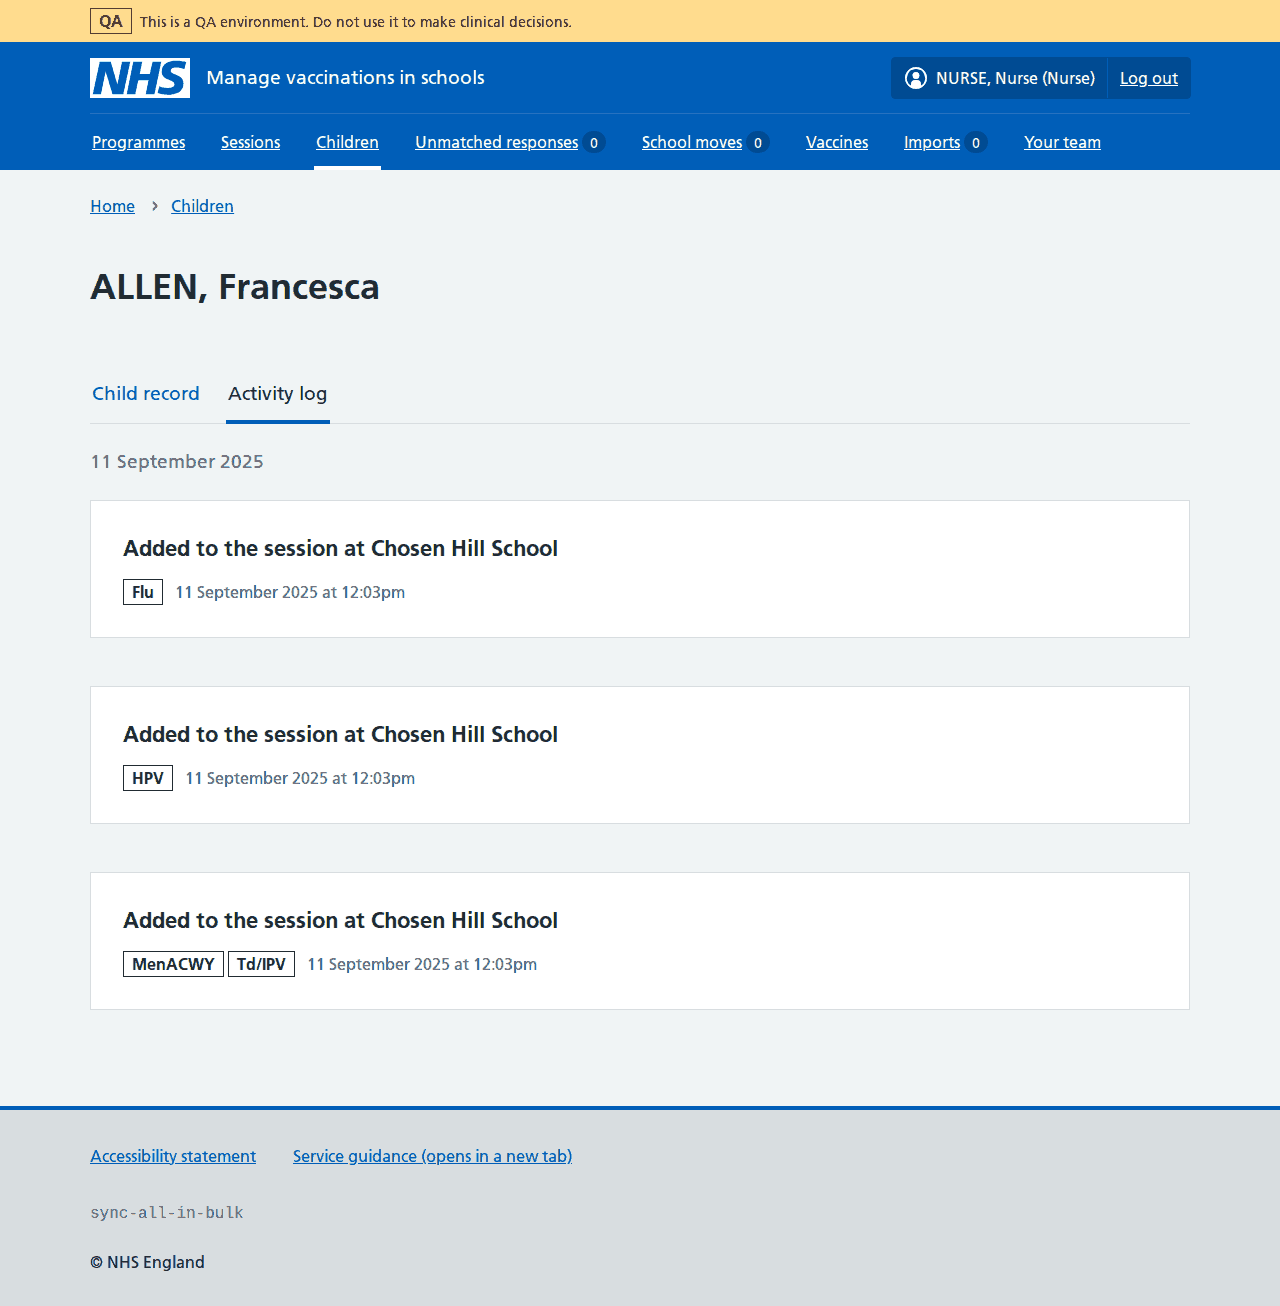 QA This is a QA environment. Do not use it to make clinical decisions.
NHS Manage vaccinations in schools NURSE, Nurse (Nurse) Log out
Programmes Sessions Children Unmatched responses 0 School moves 0 Vaccines Imports 0 Your team
Home Children
ALLEN, Francesca
Child record Activity log
11 September 2025
Added to the session at Chosen Hill School
Flu 11 September 2025 at 12:03pm
Added to the session at Chosen Hill School
HPV 11 September 2025 at 12:03pm
Added to the session at Chosen Hill School
MenACWY Td/IPV 11 September 2025 at 12:03pm
Accessibility statement Service guidance (opens in a new tab)
sync-all-in-bulk
© NHS England